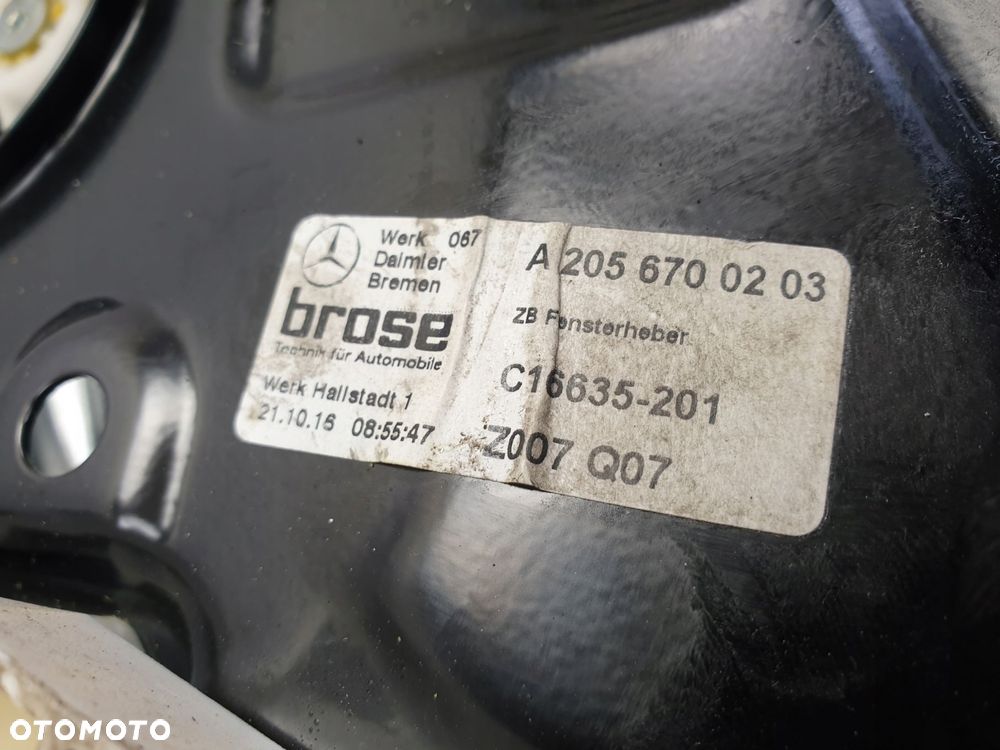 Werk 067
Daimler
Bremen
brose
Technik für Automobile
Werk Hallstadt 1
21.10.16 08:55:47
A 205 670 02 03
ZB Fensterheber
C16635-201
Z007 Q07
OTOMOTO